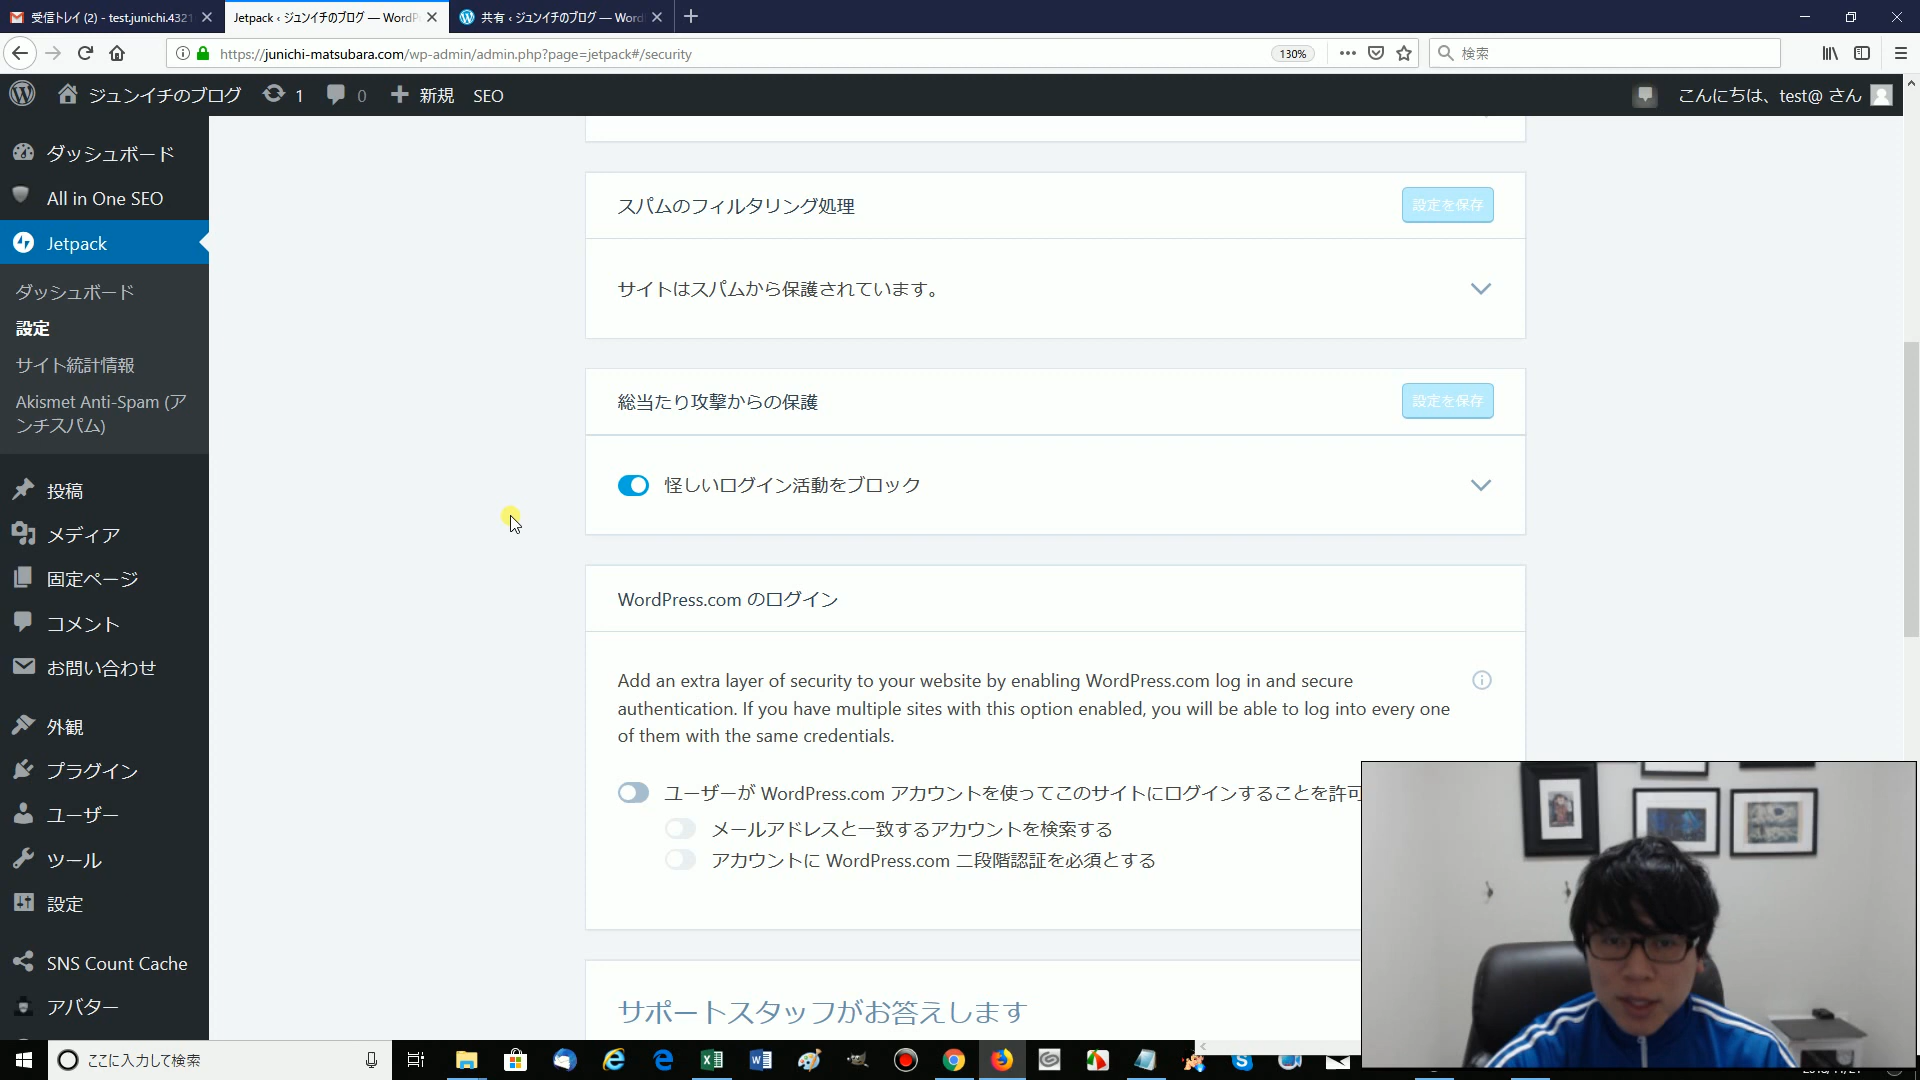 受信トレイ (2) - test.junichi.4321
Jetpack ‹ ジュンイチのブログ — WordP
共有 ‹ ジュンイチのブログ — Word
https://junichi-matsubara.com/wp-admin/admin.php?page=jetpack#/security
130%
検索
ジュンイチのブログ
1
0
新規
SEO
こんにちは、test@ さん
ダッシュボード
All in One SEO
Jetpack
ダッシュボード
設定
サイト統計情報
Akismet Anti-Spam (ア
ンチスパム)
投稿
メディア
固定ページ
コメント
お問い合わせ
外観
プラグイン
ユーザー
ツール
設定
SNS Count Cache
アバター
スパムのフィルタリング処理
設定を保存
サイトはスパムから保護されています。
総当たり攻撃からの保護
設定を保存
怪しいログイン活動をブロック
WordPress.com のログイン
Add an extra layer of security to your website by enabling WordPress.com log in and secure
authentication. If you have multiple sites with this option enabled, you will be able to log into every one
of them with the same credentials.
ユーザーが WordPress.com アカウントを使ってこのサイトにログインすることを許可
メールアドレスと一致するアカウントを検索する
アカウントに WordPress.com 二段階認証を必須とする
サポートスタッフがお答えします
ここに入力して検索